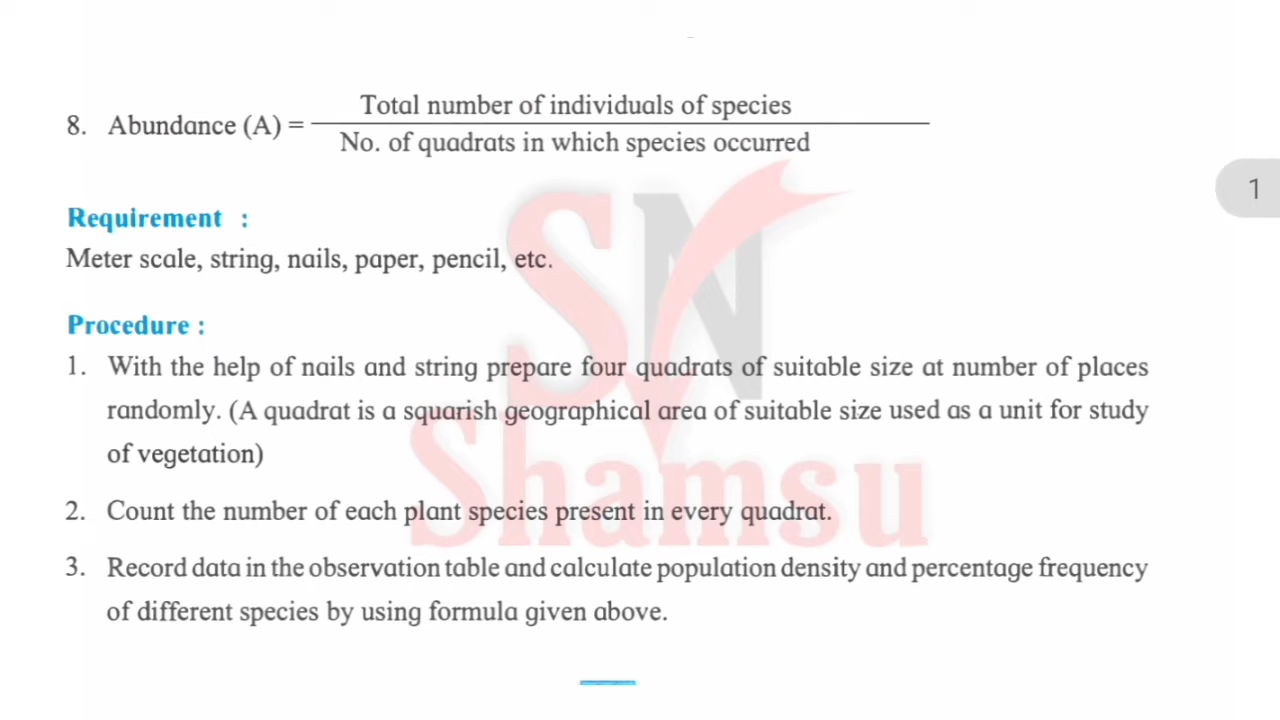 Total number of individuals of species
8. Abundance (A) =
No. of quadrats in which species occurred
1
Requirement :
Meter scale, string, nails, paper, pencil, etc.
Procedure :
1. With the help of nails and string prepare four quadrats of suitable size at number of places
randomly. (A quadrat is a squarish geographical area of suitable size used as a unit for study
of vegetation)
2. Count the number of each plant species present in every quadrat.
3. Record data in the observation table and calculate population density and percentage frequency
of different species by using formula given above.
SN
Shamsu